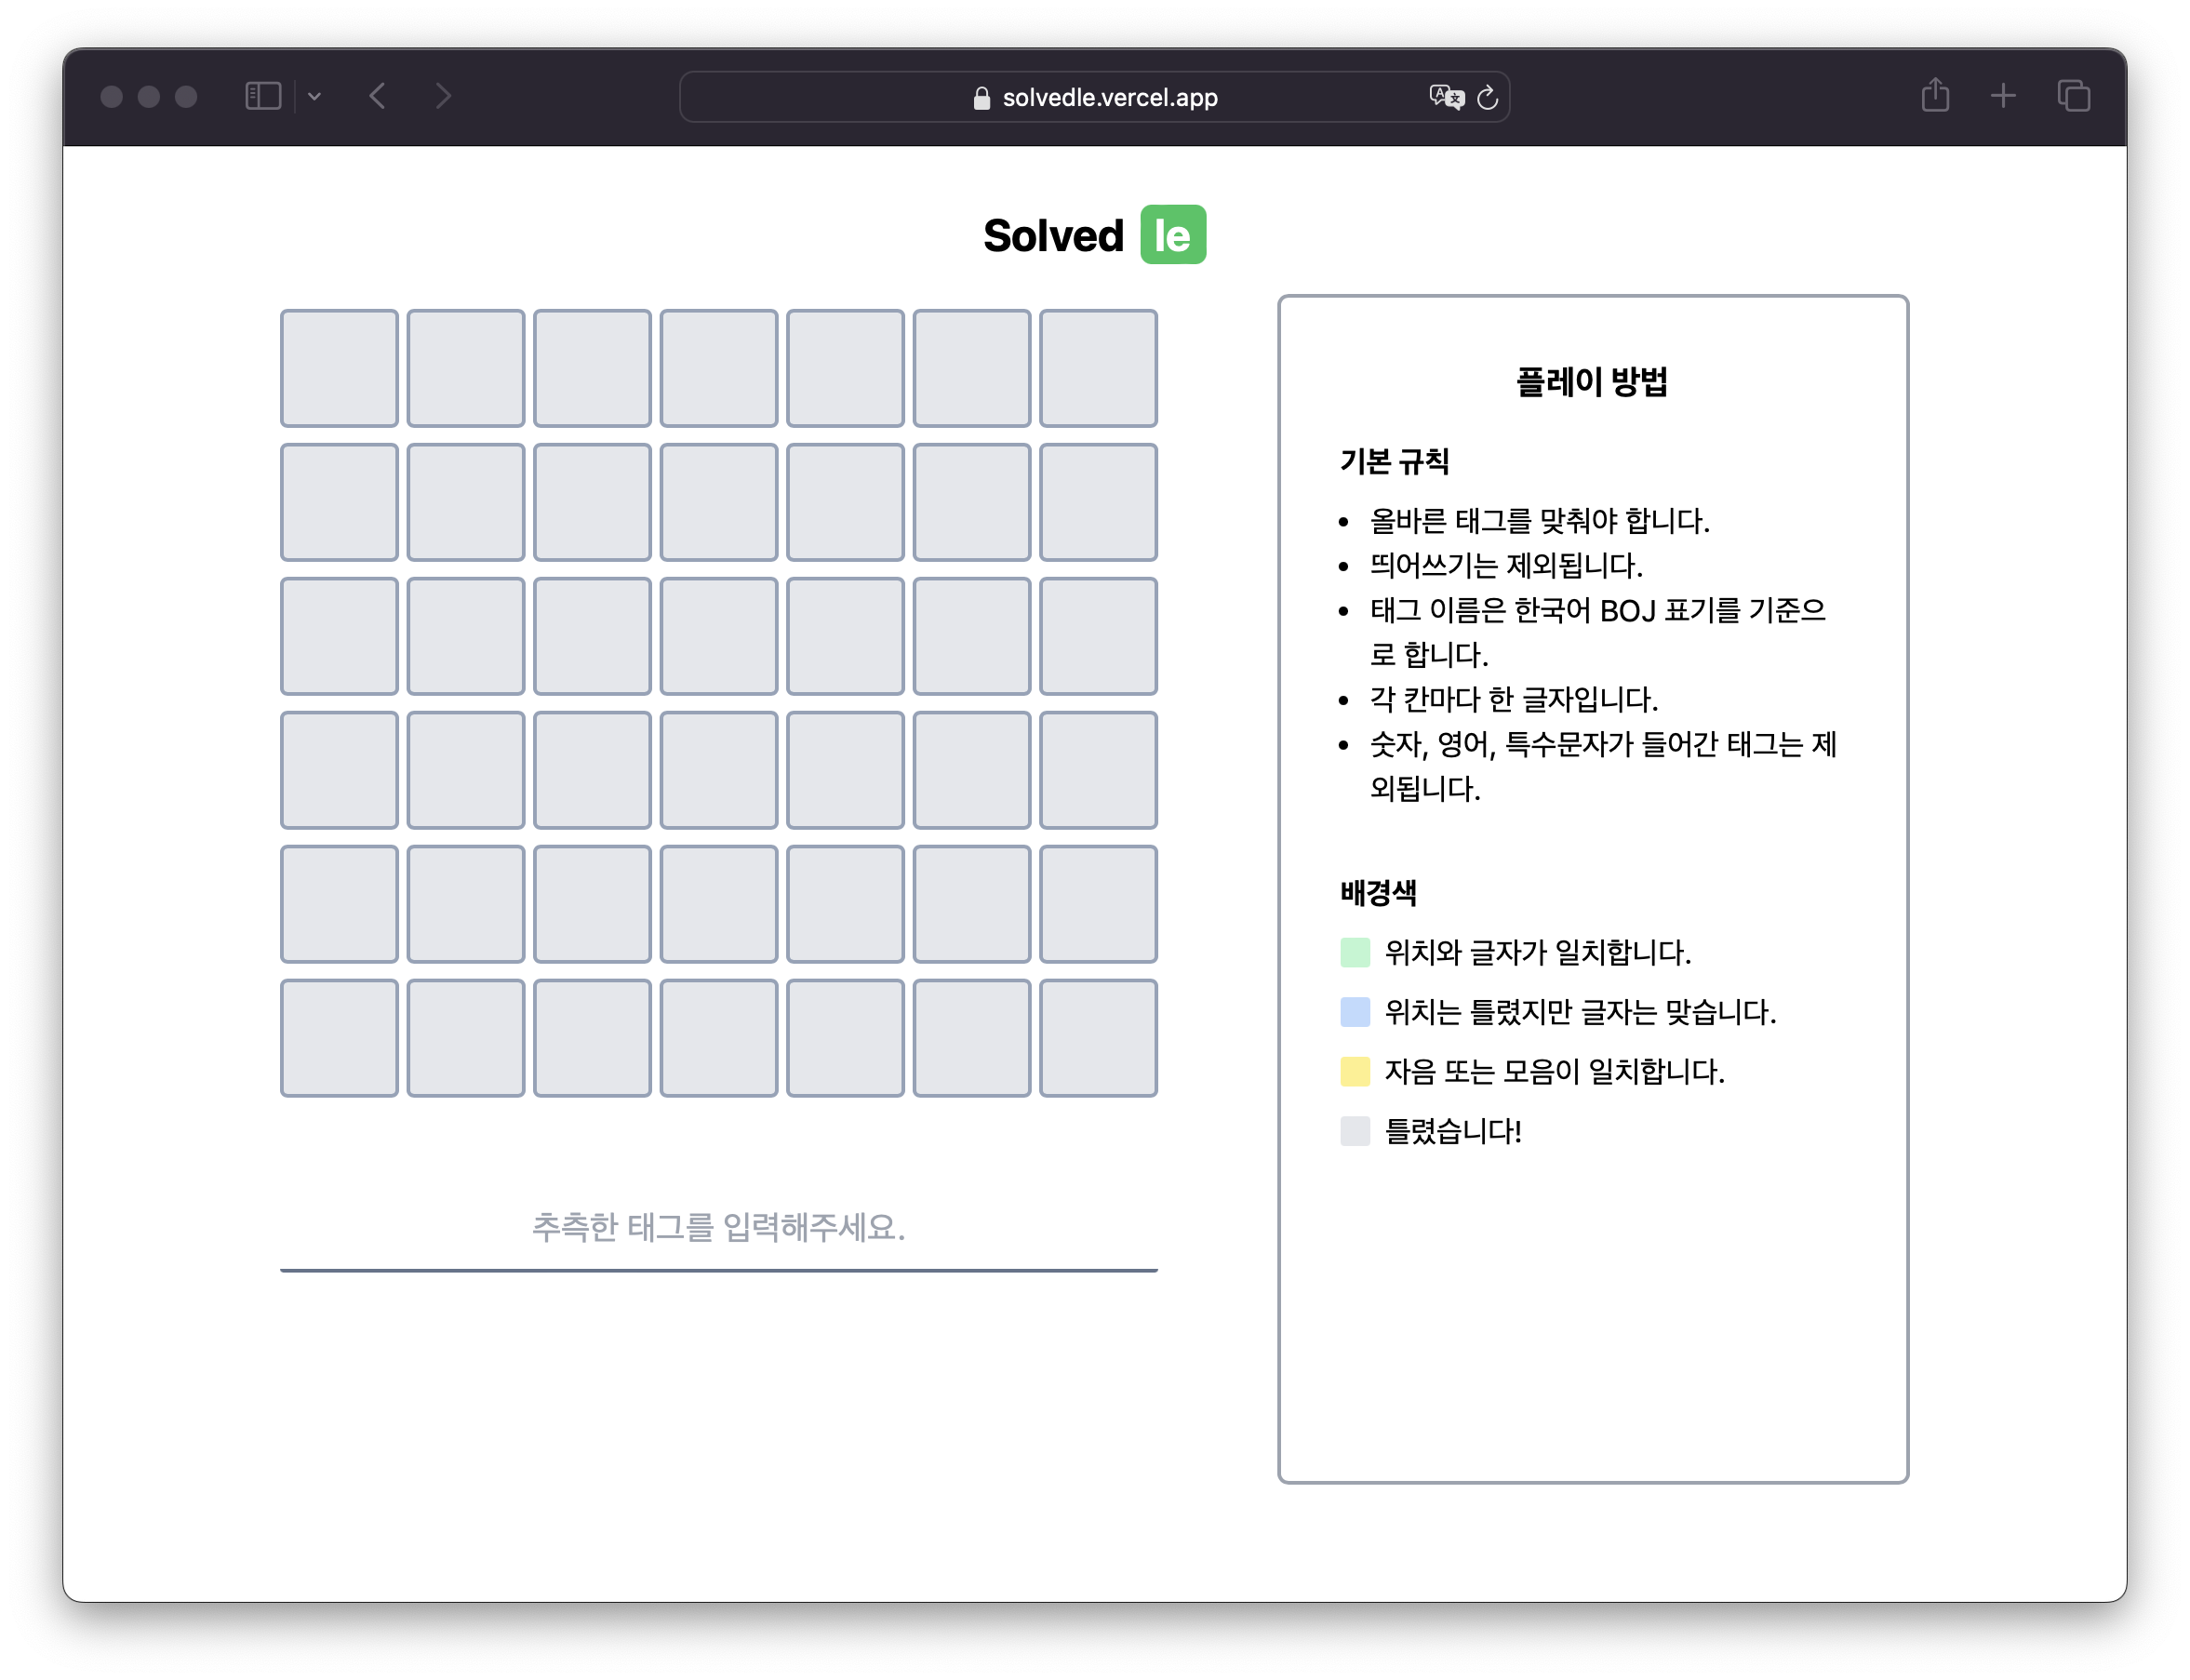 solvedle.vercel.app
Solved le
플레이 방법
기본 규칙
• 올바른 태그를 맞춰야 합니다.
• 띄어쓰기는 제외됩니다.
• 태그 이름은 한국어 BOJ 표기를 기준으
로 합니다.
• 각 칸마다 한 글자입니다.
• 숫자, 영어, 특수문자가 들어간 태그는 제
외됩니다.
배경색
위치와 글자가 일치합니다.
위치는 틀렸지만 글자는 맞습니다.
자음 또는 모음이 일치합니다.
틀렸습니다!
추측한 태그를 입력해주세요.